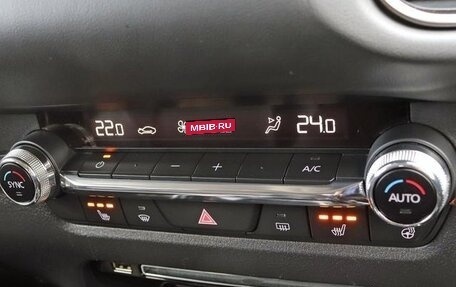 22.0 MBIB.RU 24.0
- + A/C
SYNC AUTO